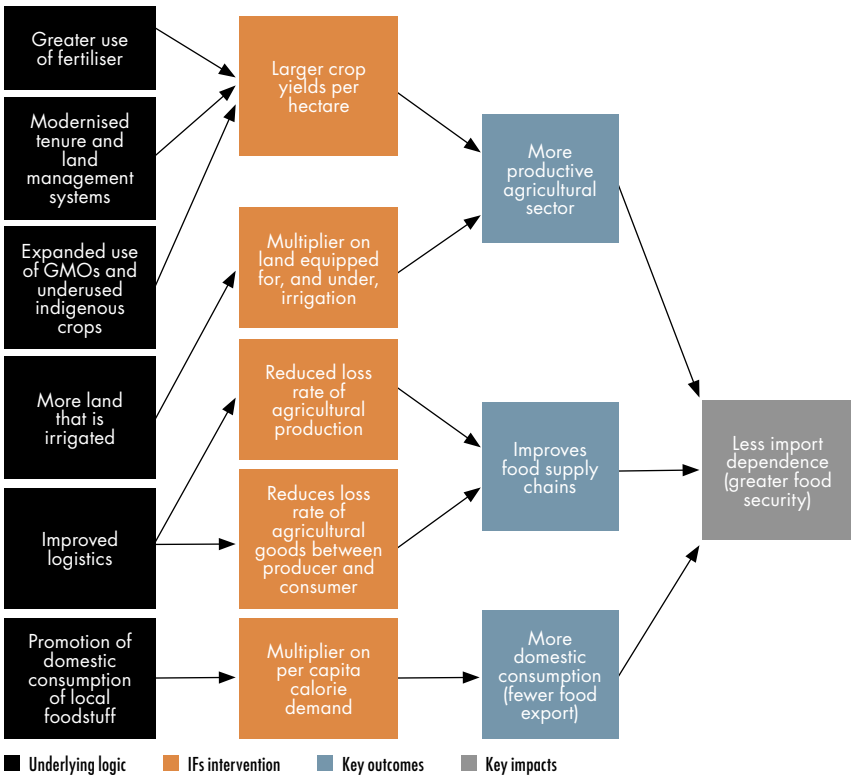 Greater use
of fertiliser
Modernised
tenure and
land
management
systems
Expanded use
of GMOs and
underused
indigenous
crops
More land
that is
irrigated
Improved
logistics
Promotion of
domestic
consumption
of local
foodstuff
Larger crop
yields per
hectare
Multiplier on
land equipped
for, and under,
irrigation
Reduced loss
rate of
agricultural
production
Reduces loss
rate of
agricultural
goods between
producer and
consumer
Multiplier on
per capita
calorie
demand
More
productive
agricultural
sector
Improves
food supply
chains
More
domestic
consumption
(fewer food
export)
Less import
dependence
(greater food
security)
Underlying logic
IFs intervention
Key outcomes
Key impacts